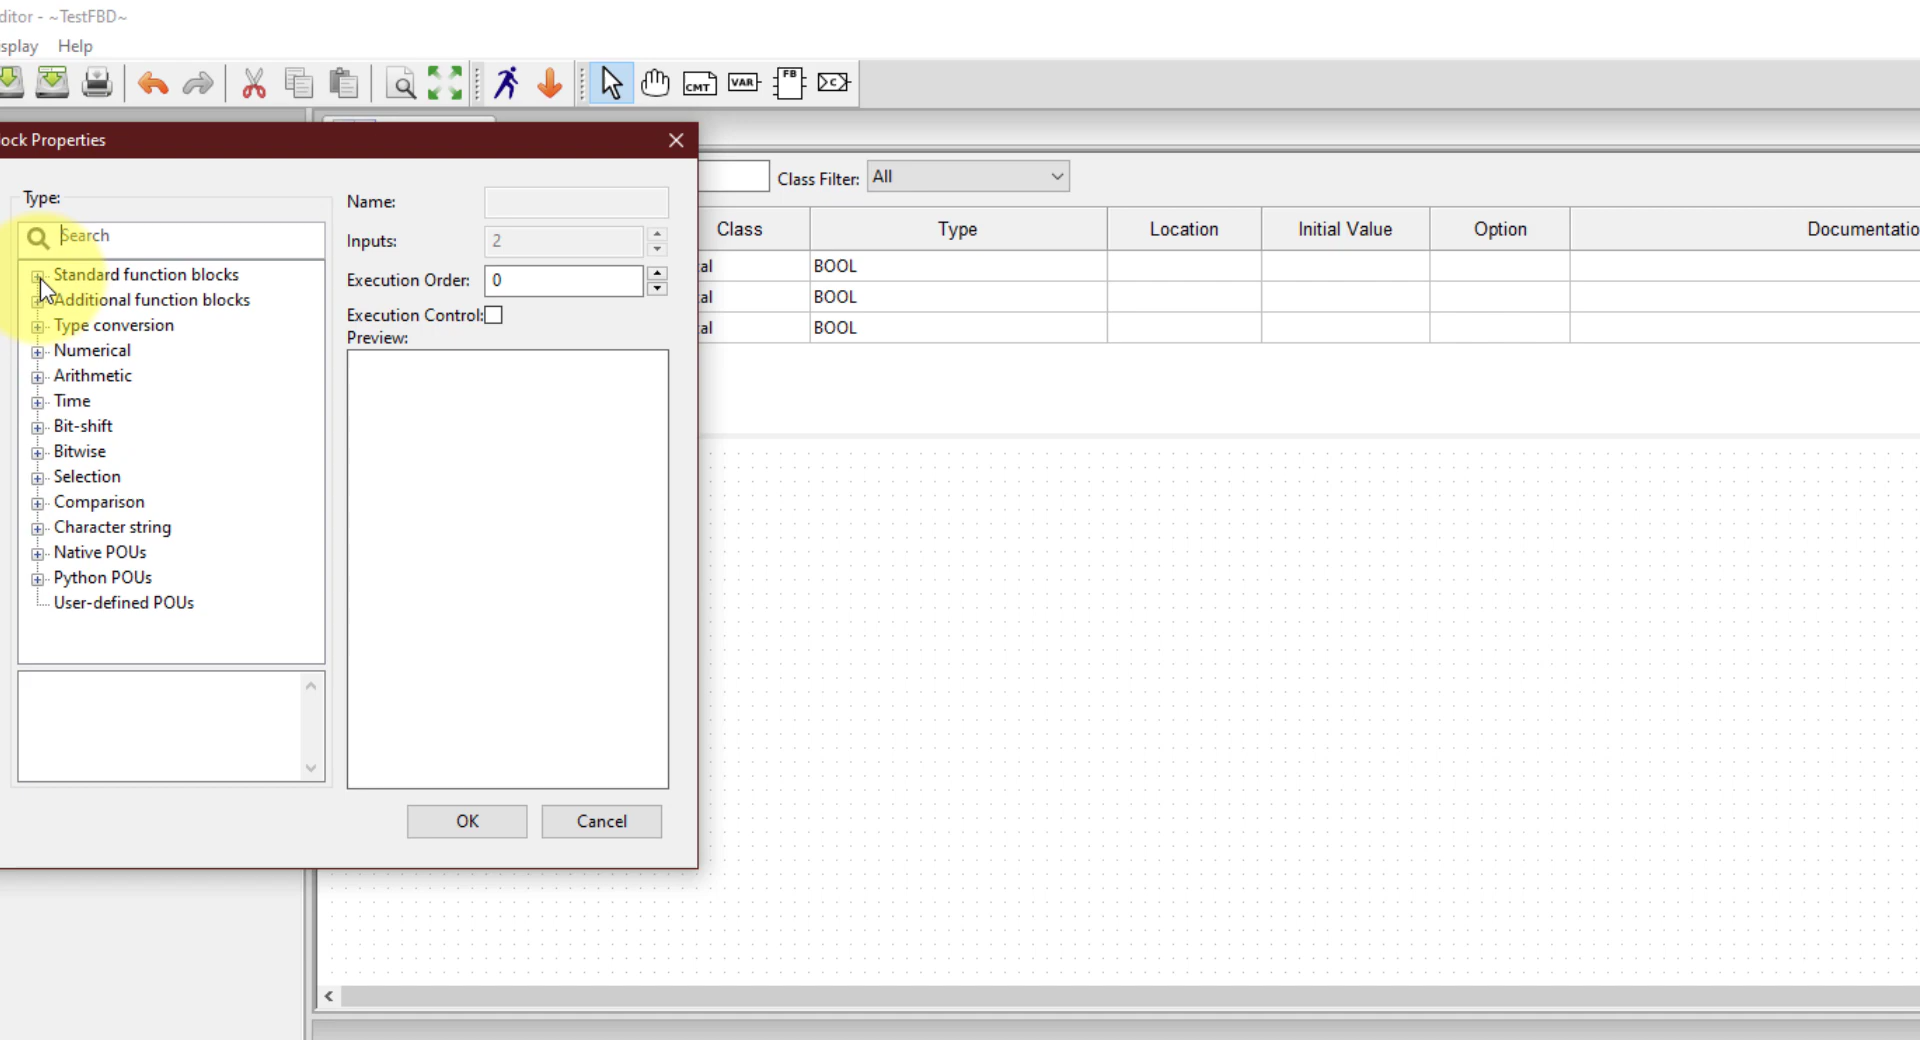 ditor - ~TestFBD~
splay Help
CMT VAR FB C
ock Properties
Type:
Search
Standard function blocks
Additional function blocks
Type conversion
Numerical
Arithmetic
Time
Bit-shift
Bitwise
Selection
Comparison
Character string
Native POUs
Python POUs
User-defined POUs
Name:
Inputs: 2
Execution Order: 0
Execution Control:
Preview:
OK Cancel
Class Filter: All
Class Type Location Initial Value Option Documentatio
al BOOL
al BOOL
al BOOL